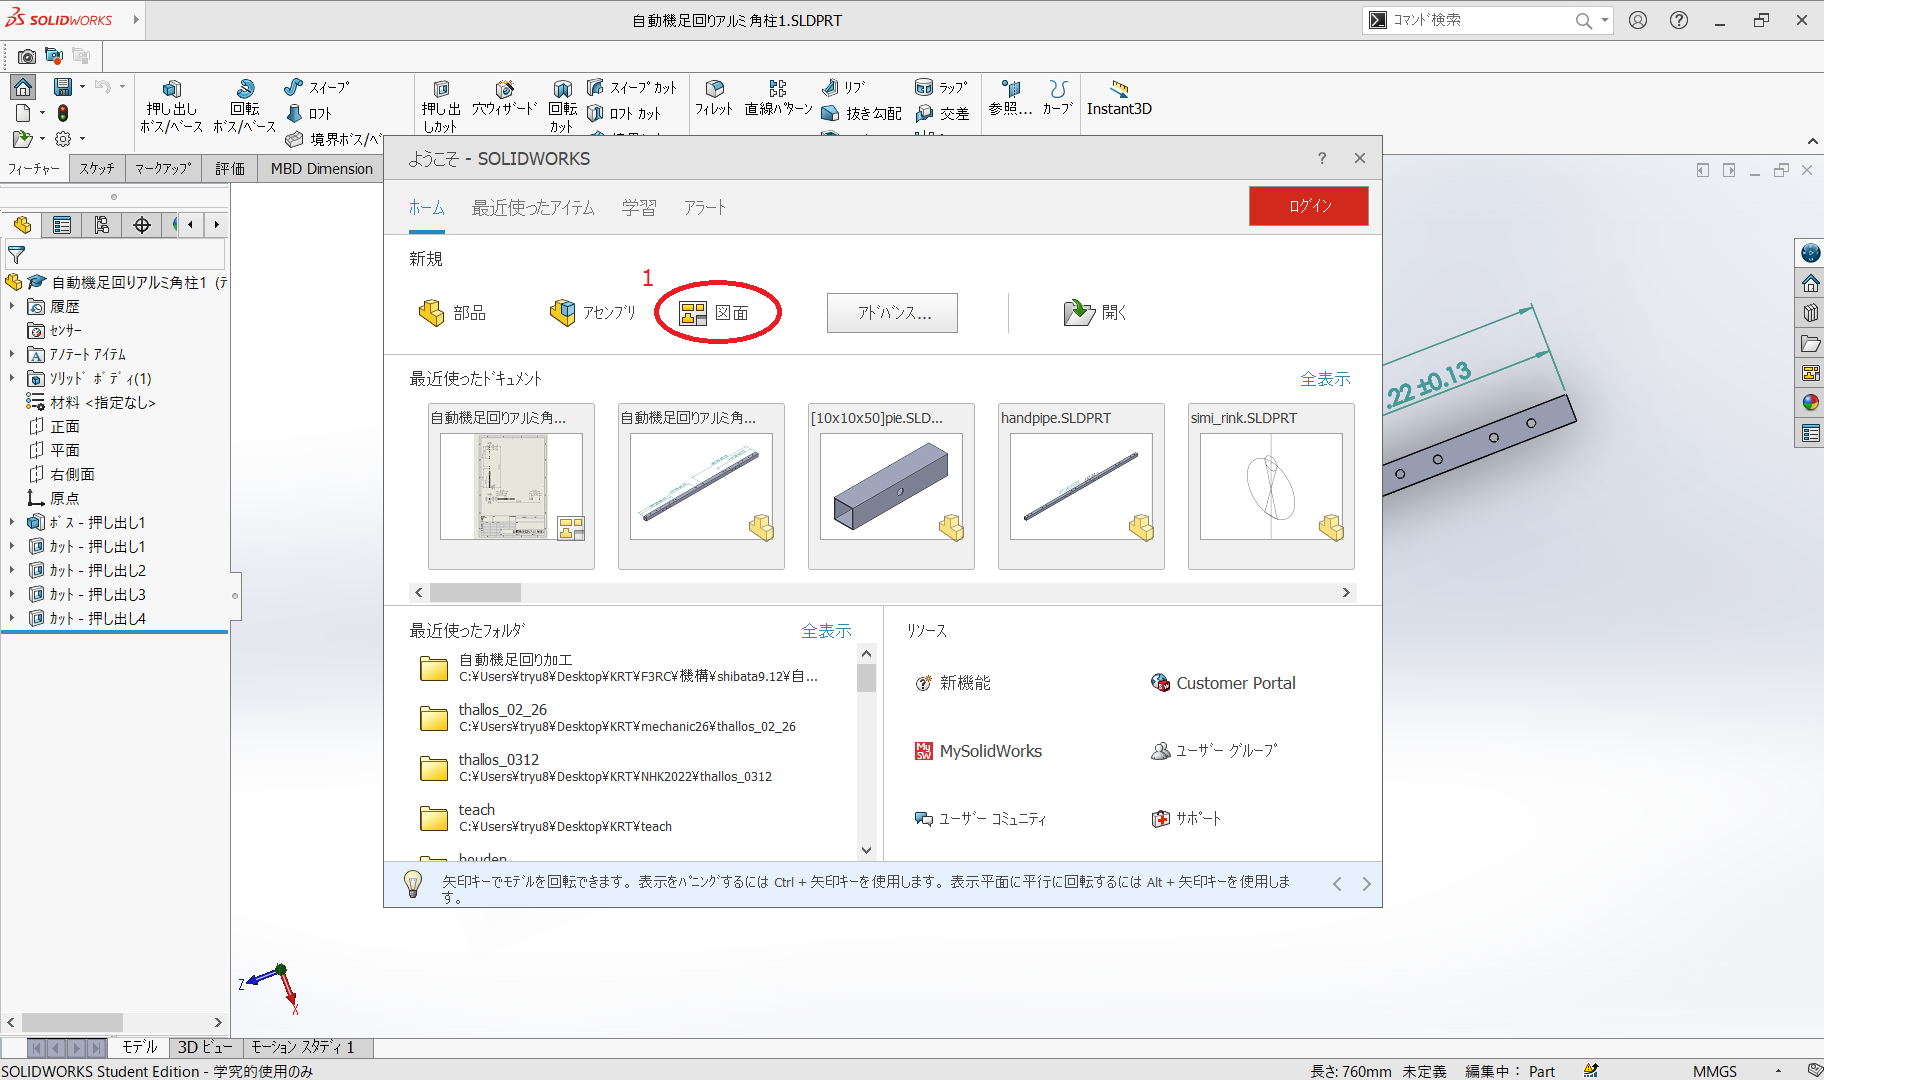 SOLIDWORKS
自動機足回りアルミ角柱1.SLDPRT
コマンド検索
押し出し
ボス/ベース
回転
ボス/ベース
スイープ
ロフト
境界ボス/ベ
押し出
しカット
穴ウィザード
回転
カット
スイープ カット
ロフト カット
フィレット
直線パターン
リブ
抜き勾配
ラップ
交差
参照...
カーブ
Instant3D
フィーチャー
スケッチ
マークアップ
評価
MBD Dimension
自動機足回りアルミ角柱1 (デ
履歴
センサー
アノテート アイテム
ソリッド ボディ(1)
材料 <指定なし>
正面
平面
右側面
原点
ボス - 押し出し1
カット - 押し出し1
カット - 押し出し2
カット - 押し出し3
カット - 押し出し4
ようこそ - SOLIDWORKS
?
ホーム
最近使ったアイテム
学習
アラート
ログイン
新規
1
部品
アセンブリ
図面
アドバンス...
開く
最近使ったドキュメント
全表示
自動機足回りアルミ角...
自動機足回りアルミ角...
[10x10x50]pie.SLD...
handpipe.SLDPRT
simi_rink.SLDPRT
最近使ったフォルダ
全表示
自動機足回り加工
C:¥Users¥tryu8¥Desktop¥KRT¥F3RC¥機構¥shibata9.12¥自...
thallos_02_26
C:¥Users¥tryu8¥Desktop¥KRT¥mechanic26¥thallos_02_26
thallos_0312
C:¥Users¥tryu8¥Desktop¥KRT¥NHK2022¥thallos_0312
teach
C:¥Users¥tryu8¥Desktop¥KRT¥teach
houden
リソース
新機能
Customer Portal
MySolidWorks
ユーザー グループ
ユーザー コミュニティ
サポート
矢印キーでモデルを回転できます。表示をパニングするには Ctrl + 矢印キーを使用します。表示平面に平行に回転するには Alt + 矢印キーを使用しま
す。
.22 ±0.13
Z
X
モデル
3D ビュー
モーション スタディ 1
SOLIDWORKS Student Edition - 学究的使用のみ
長さ: 760mm
未定義
編集中： Part
MMGS